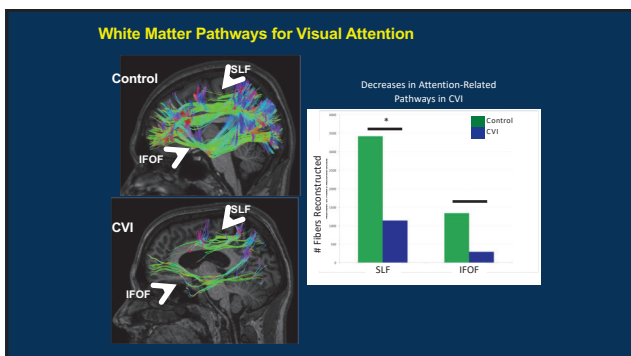 White Matter Pathways for Visual Attention
Control
SLF
IFOF
CVI
SLF
IFOF
Decreases in Attention-Related
Pathways in CVI
# Fibers Reconstructed
*
Control
CVI
SLF
IFOF